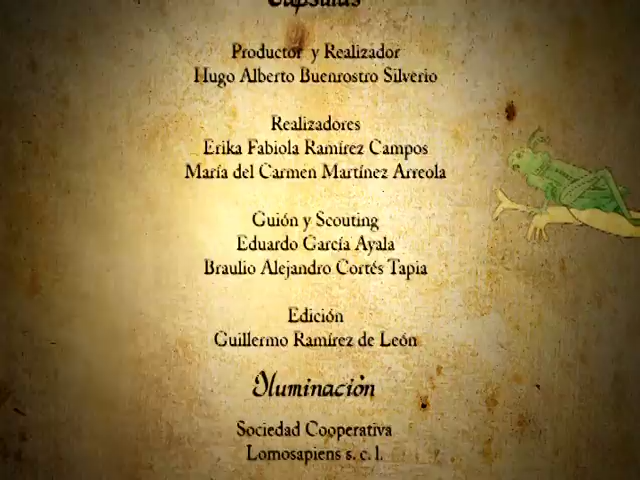 Cápsulas
Productor y Realizador
Hugo Alberto Buenrostro Silverio
Realizadores
Erika Fabiola Ramírez Campos
María del Carmen Martínez Arreola
Guión y Scouting
Eduardo García Ayala
Braulio Alejandro Cortés Tapia
Edición
Guillermo Ramírez de León
Iluminación
Sociedad Cooperativa
Lomosapiens s. c. l.